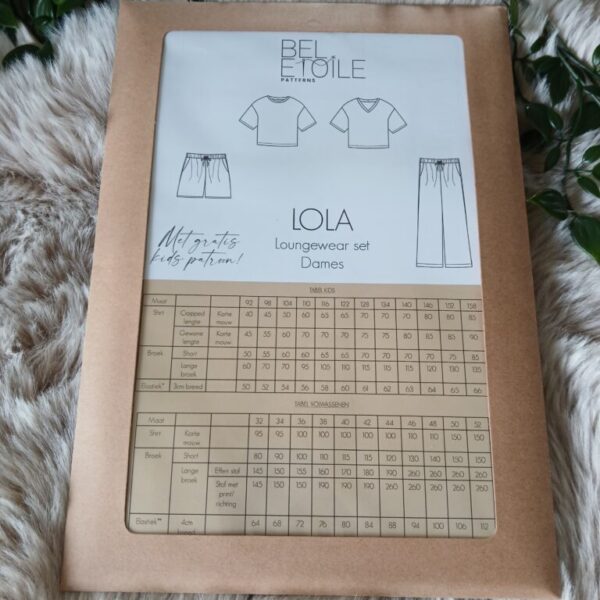 BEL
ETOILE
PATTERNS
LOLA
Loungewear set
Dames
Met gratis
kids patroon!
TABEL KIDS
Maat 92 98 104 110 116 122 128 134 140 146 152 158
Shirt Cropped lengte Korte mouw 40 45 50 60 65 65 70 70 70 80 80 85
Gewone lengte Korte mouw 45 55 60 70 70 70 75 75 80 85 85 90
Broek Short 50 55 60 60 65 65 70 70 70 70 75 85
Lange broek 60 70 70 95 105 110 115 115 115 120 130 135
Elastiek* 3cm breed 50 52 54 56 58 60 61 62 63 64 65 66
TABEL VOLWASSENEN
Maat 32 34 36 38 40 42 44 46 48 50 52
Shirt Korte mouw 95 95 100 100 100 100 100 110 110 150 150
Broek Short 80 90 100 110 115 115 120 130 140 150 150
Lange broek Effen stof 145 150 155 160 170 180 190 260 260 260 260
Stof met print/ richting 145 150 150 190 190 190 260 260 260 260 260
Elastiek** 4cm 64 68 72 76 80 84 88 94 100 106 112